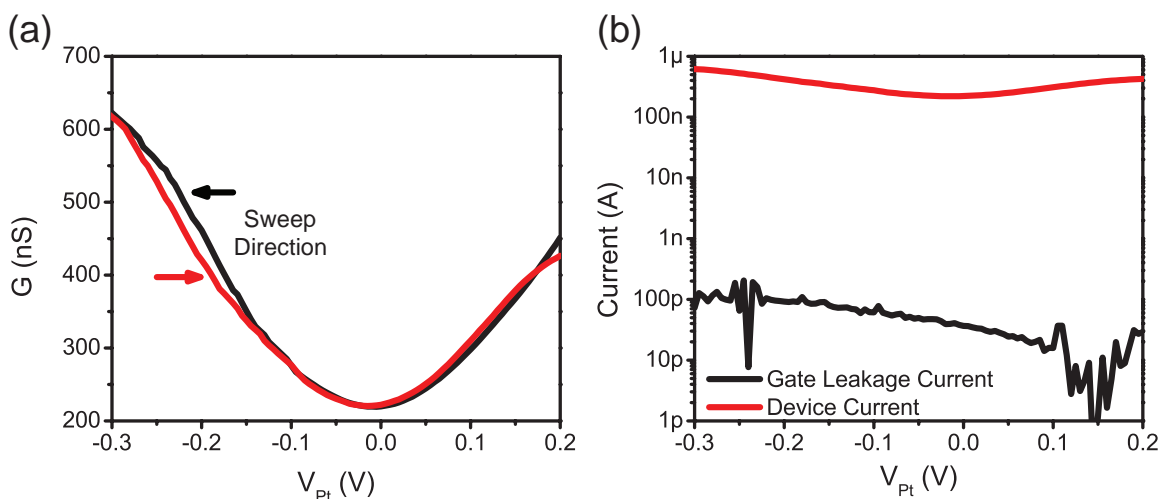 (a)
700
600
500
400
300
200
G (nS)
Sweep
Direction
-0.3 -0.2 -0.1 0.0 0.1 0.2
V_Pt (V)
(b)
1μ
100n
10n
1n
100p
10p
1p
Current (A)
Gate Leakage Current
Device Current
-0.3 -0.2 -0.1 0.0 0.1 0.2
V_Pt (V)